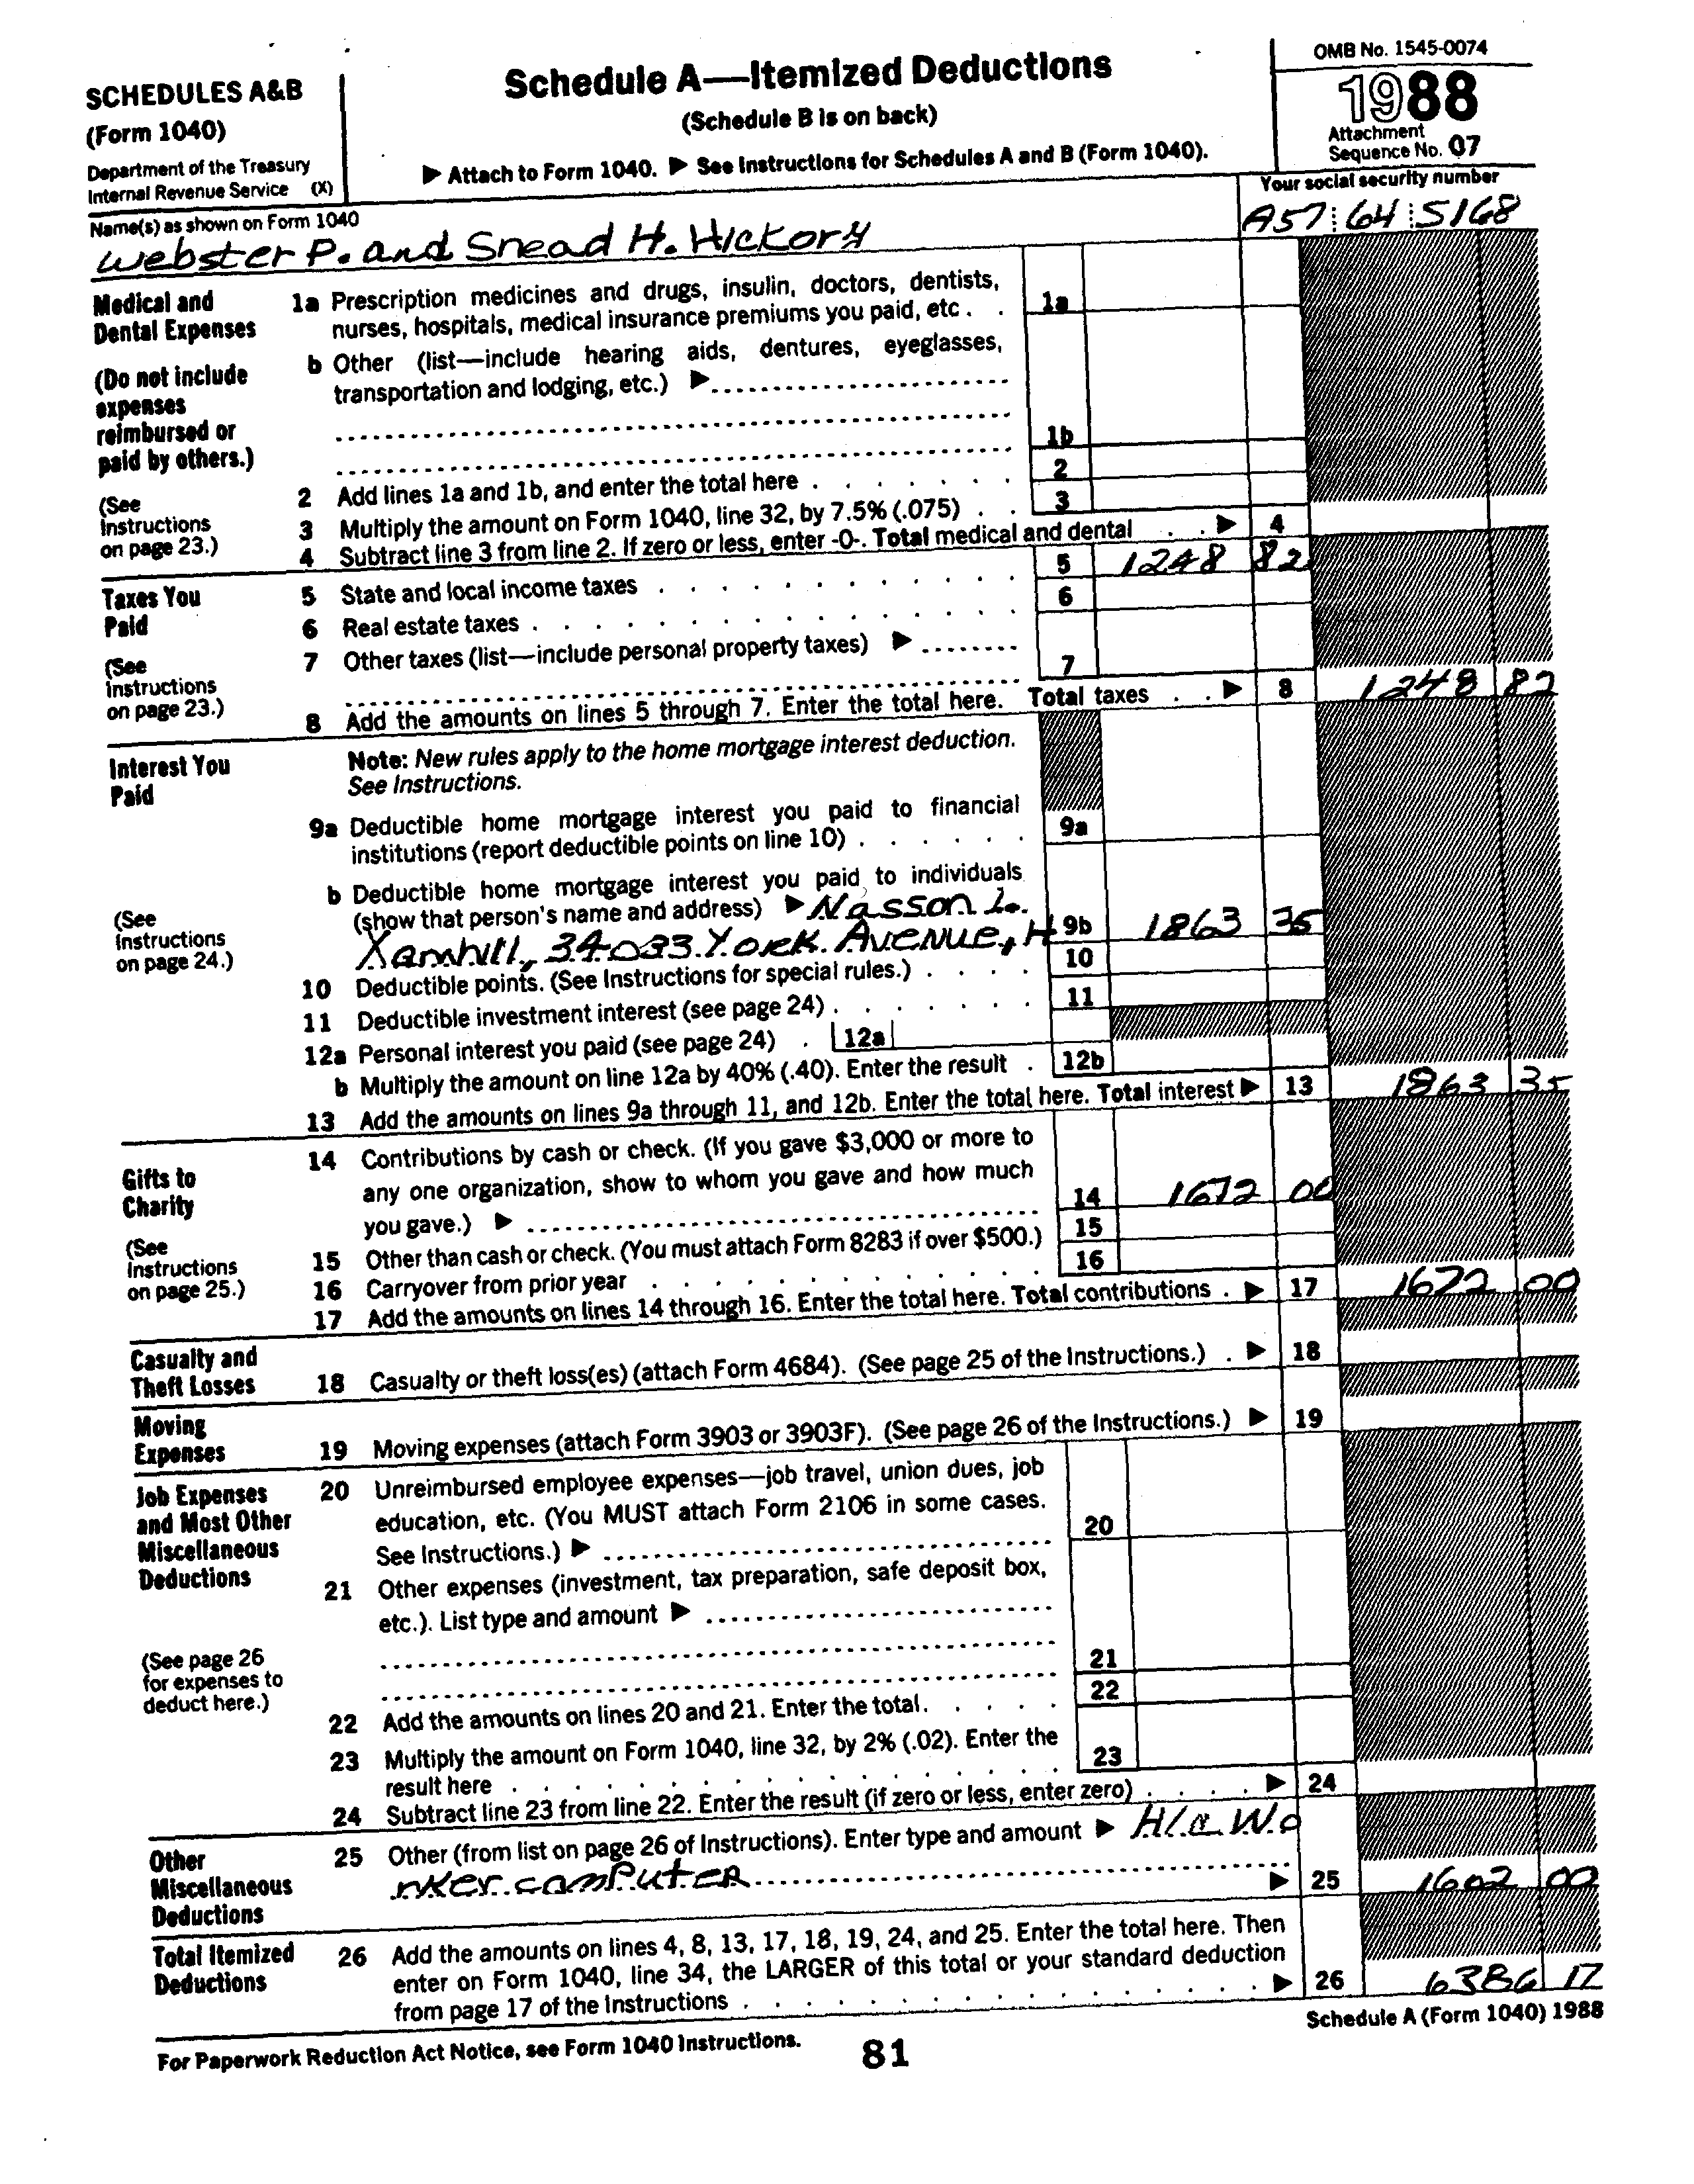 SCHEDULES A&B
(Form 1040)
Department of the Treasury
Internal Revenue Service (X)
Schedule A—Itemized Deductions
(Schedule B is on back)
▶ Attach to Form 1040. ▶ See Instructions for Schedules A and B (Form 1040).
OMB No. 1545-0074
1988
Attachment
Sequence No. 07
Name(s) as shown on Form 1040
Your social security number
Webster P. and Snead H. Hickory
A57 64 5168
Medical and
Dental Expenses
(Do not include
expenses
reimbursed or
paid by others.)
(See
Instructions
on page 23.)
1a Prescription medicines and drugs, insulin, doctors, dentists,
nurses, hospitals, medical insurance premiums you paid, etc . . 1a
b Other (list—include hearing aids, dentures, eyeglasses,
transportation and lodging, etc.) ▶
1b
2 Add lines 1a and 1b, and enter the total here . . . . . . . 2
3 Multiply the amount on Form 1040, line 32, by 7.5% (.075) . . 3
4 Subtract line 3 from line 2. If zero or less, enter -0-. Total medical and dental . . ▶ 4
Taxes You
Paid
(See
Instructions
on page 23.)
5 State and local income taxes . . . . . . . . . . . . 5 1248 82
6 Real estate taxes . . . . . . . . . . . . . . . 6
7 Other taxes (list—include personal property taxes) ▶
7
8 Add the amounts on lines 5 through 7. Enter the total here. Total taxes . . ▶ 8 1248 82
Interest You
Paid
(See
Instructions
on page 24.)
Note: New rules apply to the home mortgage interest deduction.
See Instructions.
9a Deductible home mortgage interest you paid to financial
institutions (report deductible points on line 10) . . . . . . 9a
b Deductible home mortgage interest you paid to individuals
(show that person's name and address) ▶ Nasson L.
Xamhill, 34033 York Avenue, H 9b 1863 35
10 Deductible points. (See Instructions for special rules.) . . . . 10
11 Deductible investment interest (see page 24) . . . . . . . 11
12a Personal interest you paid (see page 24) . 12a
b Multiply the amount on line 12a by 40% (.40). Enter the result . 12b
13 Add the amounts on lines 9a through 11, and 12b. Enter the total here. Total interest ▶ 13 1863 35
Gifts to
Charity
(See
Instructions
on page 25.)
14 Contributions by cash or check. (If you gave $3,000 or more to
any one organization, show to whom you gave and how much
you gave.) ▶ 14 1672 00
15 Other than cash or check. (You must attach Form 8283 if over $500.) 15
16 Carryover from prior year . . . . . . . . . . . . . 16
17 Add the amounts on lines 14 through 16. Enter the total here. Total contributions . ▶ 17 1672 00
Casualty and
Theft Losses
18 Casualty or theft loss(es) (attach Form 4684). (See page 25 of the Instructions.) . ▶ 18
Moving
Expenses
19 Moving expenses (attach Form 3903 or 3903F). (See page 26 of the Instructions.) ▶ 19
Job Expenses
and Most Other
Miscellaneous
Deductions
(See page 26
for expenses to
deduct here.)
20 Unreimbursed employee expenses—job travel, union dues, job
education, etc. (You MUST attach Form 2106 in some cases.
See Instructions.) ▶ 20
21 Other expenses (investment, tax preparation, safe deposit box,
etc.). List type and amount ▶
21
22 Add the amounts on lines 20 and 21. Enter the total. . . . . 22
23 Multiply the amount on Form 1040, line 32, by 2% (.02). Enter the
result here . . . . . . . . . . . . . . . . 23
24 Subtract line 23 from line 22. Enter the result (if zero or less, enter zero) . . . . ▶ 24
Other
Miscellaneous
Deductions
25 Other (from list on page 26 of Instructions). Enter type and amount ▶ H/c Wo
rker computer ▶ 25 1602 00
Total Itemized
Deductions
26 Add the amounts on lines 4, 8, 13, 17, 18, 19, 24, and 25. Enter the total here. Then
enter on Form 1040, line 34, the LARGER of this total or your standard deduction
from page 17 of the Instructions . . . . . . . . . . . . . . . . ▶ 26 6386 17
For Paperwork Reduction Act Notice, see Form 1040 Instructions.
81
Schedule A (Form 1040) 1988